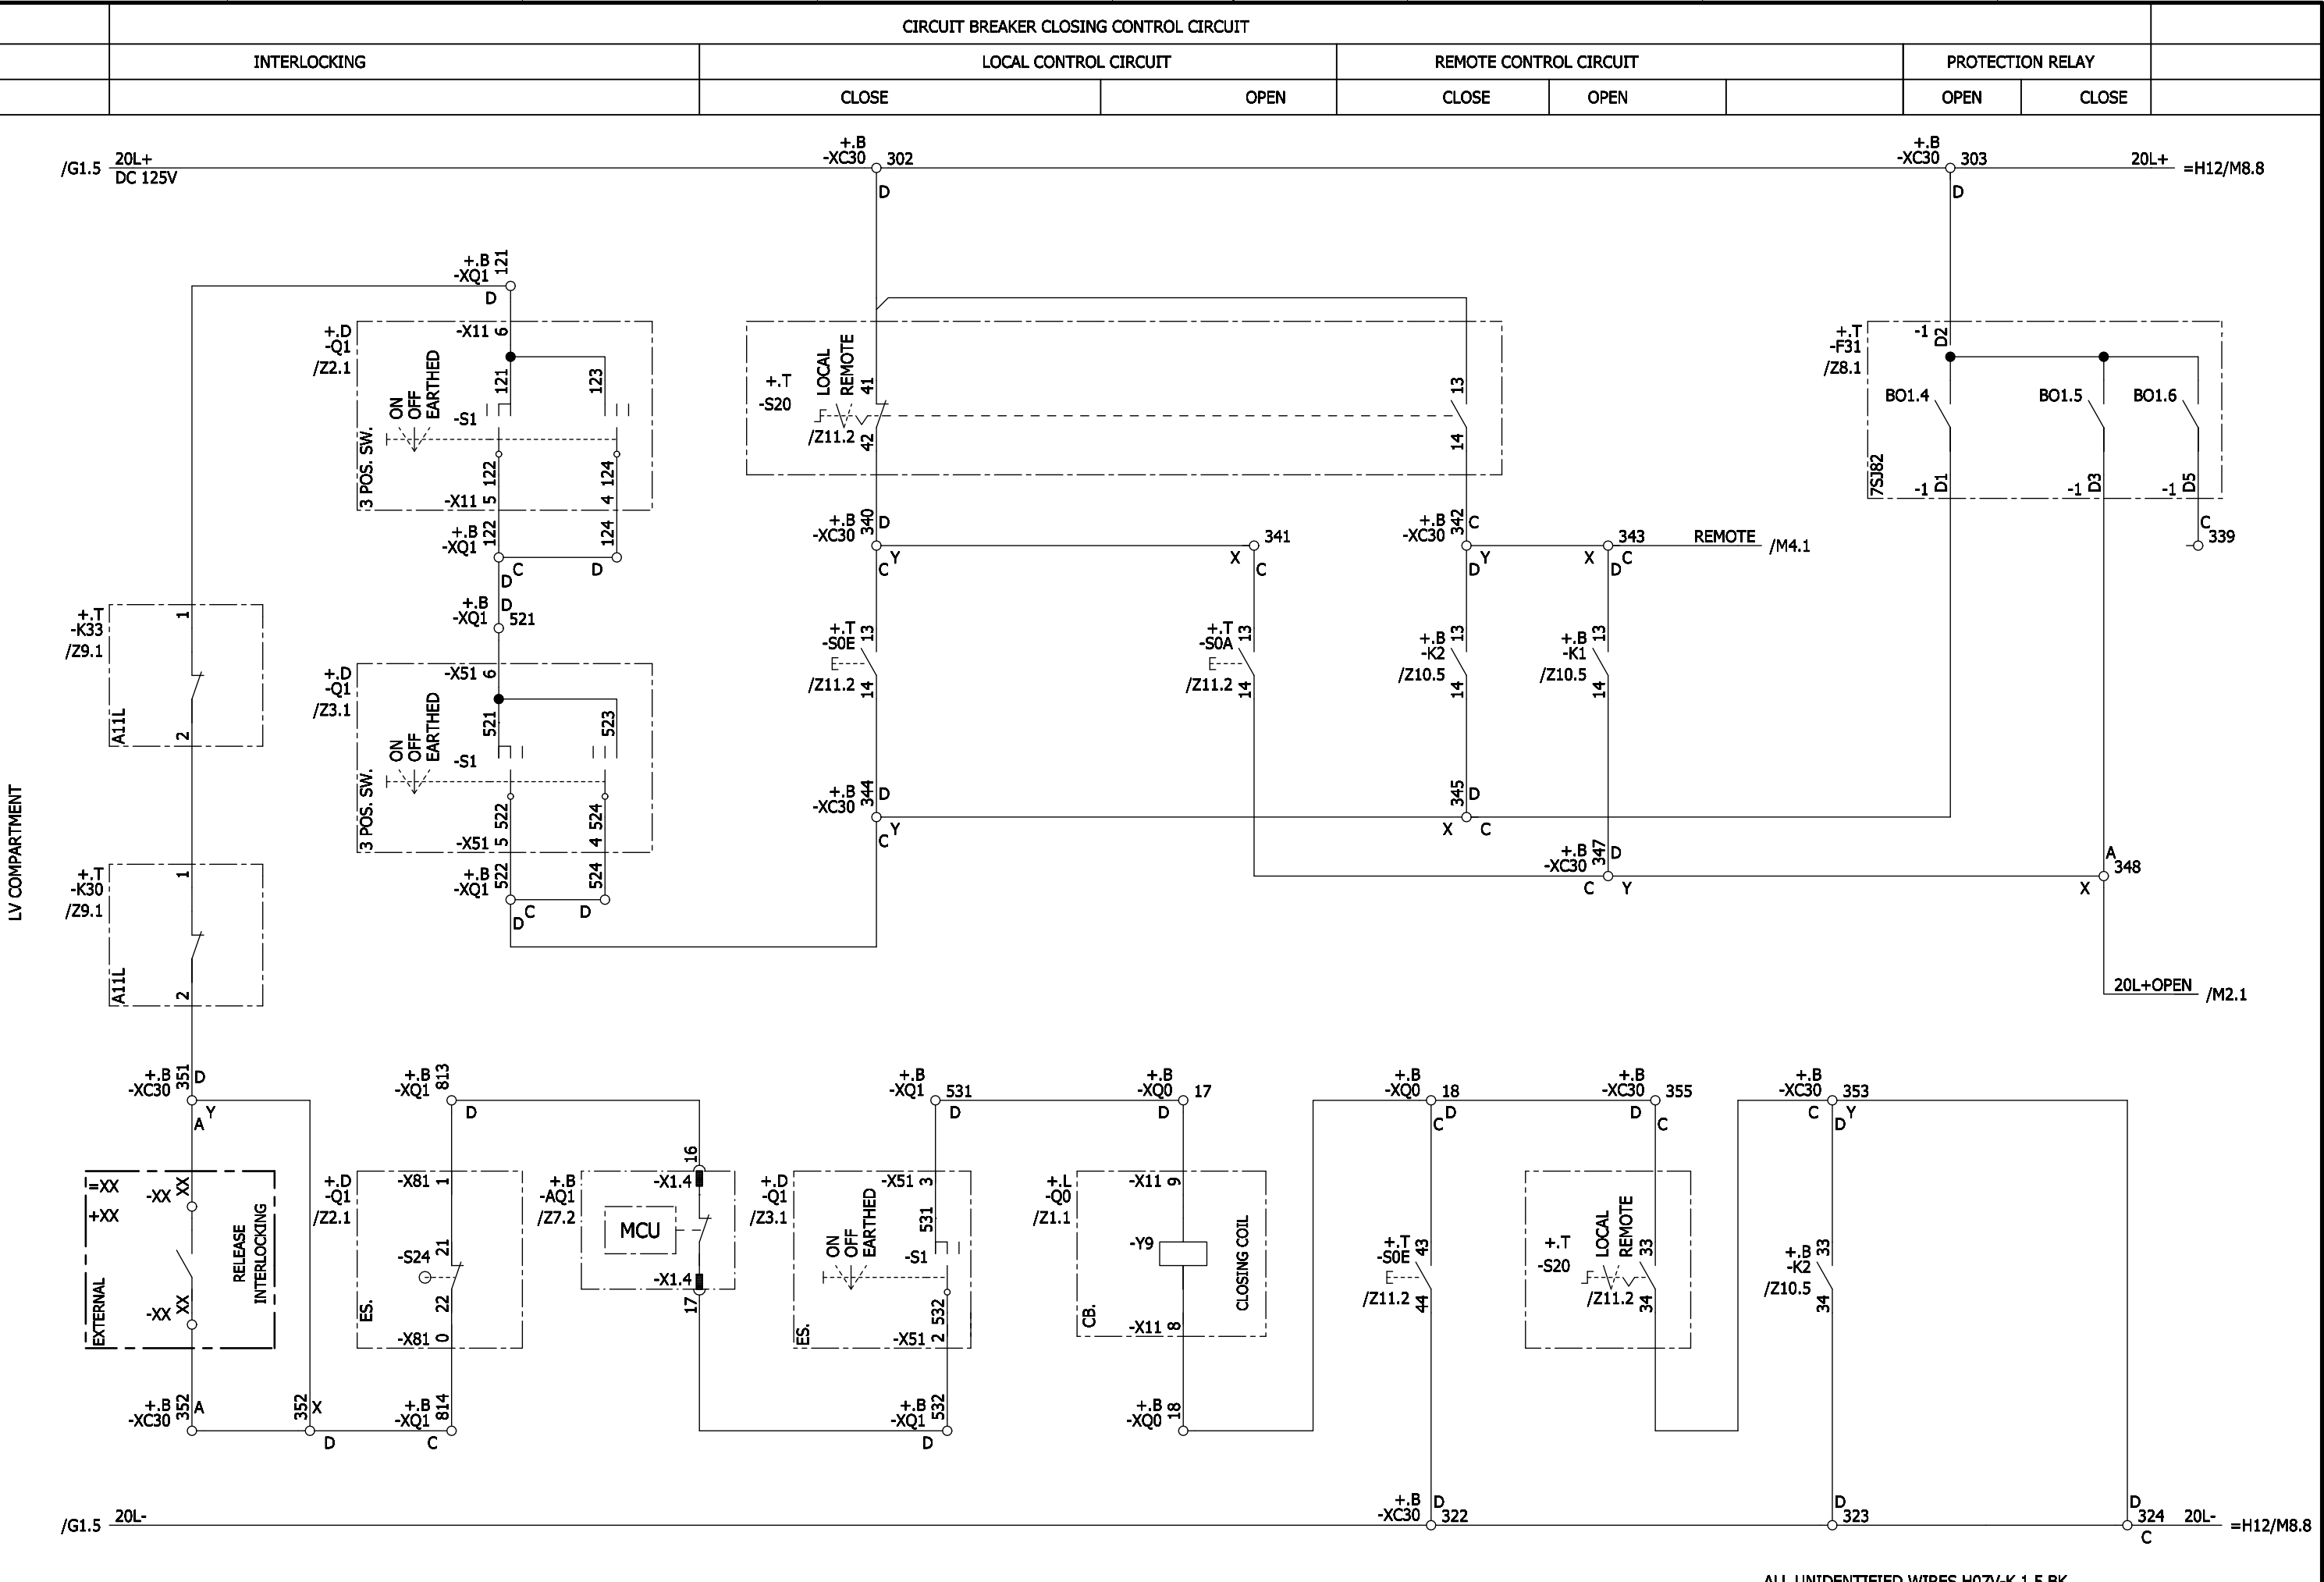 CIRCUIT BREAKER CLOSING CONTROL CIRCUIT
INTERLOCKING
LOCAL CONTROL CIRCUIT
REMOTE CONTROL CIRCUIT
PROTECTION RELAY
CLOSE
OPEN
CLOSE
OPEN
OPEN
CLOSE
/G1.5
20L+
DC 125V
+.B
-XC30
302
D
+.B
-XC30
303
D
20L+
=H12/M8.8
+.B
-XQ1
121
D
+.D
-Q1
/Z2.1
3 POS. SW.
ON
OFF
EARTHED
-X11
6
121
123
-S1
122
124
-X11
5
4
+.B
-XQ1
122
124
C
D
D
+.B
-XQ1
D
521
+.D
-Q1
/Z3.1
3 POS. SW.
ON
OFF
EARTHED
-X51
6
521
523
-S1
522
524
-X51
5
4
+.B
-XQ1
522
524
C
D
D
+.T
-S20
LOCAL
REMOTE
/Z11.2
41
42
13
14
+.T
-F31
/Z8.1
7SJ82
-1
D2
BO1.4
BO1.5
BO1.6
-1
D1
-1
D3
-1
D5
C
339
+.B
-XC30
340
D
Y
C
341
X
C
+.B
-XC30
342
C
Y
D
343
X
C
D
REMOTE
/M4.1
+.T
-K33
/Z9.1
A11L
1
2
+.T
-S0E
/Z11.2
13
14
+.T
-S0A
/Z11.2
13
14
+.B
-K2
/Z10.5
13
14
+.B
-K1
/Z10.5
13
14
+.B
-XC30
344
D
Y
C
345
D
X
C
+.B
-XC30
347
D
C
Y
A
348
X
LV COMPARTMENT
+.T
-K30
/Z9.1
A11L
1
2
20L+OPEN
/M2.1
+.B
-XC30
351
D
Y
A
+.B
-XQ1
813
D
+.B
-XQ1
531
D
+.B
-XQ0
17
D
+.B
-XQ0
18
D
C
+.B
-XC30
355
D
C
+.B
-XC30
353
C
Y
D
=XX
+XX
EXTERNAL
-XX
XX
-XX
XX
RELEASE
INTERLOCKING
+.D
-Q1
/Z2.1
ES.
-X81
1
-S24
21
22
-X81
0
+.B
-AQ1
/Z7.2
16
-X1.4
MCU
-X1.4
17
+.D
-Q1
/Z3.1
ES.
ON
OFF
EARTHED
-X51
3
531
-S1
532
-X51
2
+.L
-Q0
/Z1.1
CB.
-X11
9
-Y9
CLOSING COIL
-X11
8
+.T
-S0E
/Z11.2
43
44
+.T
-S20
LOCAL
REMOTE
/Z11.2
33
34
+.B
-K2
/Z10.5
33
34
+.B
-XC30
352
A
352
X
D
+.B
-XQ1
814
C
+.B
-XQ1
532
D
+.B
-XQ0
18
/G1.5
20L-
+.B
-XC30
D
322
D
323
D
324
C
20L-
=H12/M8.8
ALL UNIDENTIFIED WIRES H07V-K 1.5 BK